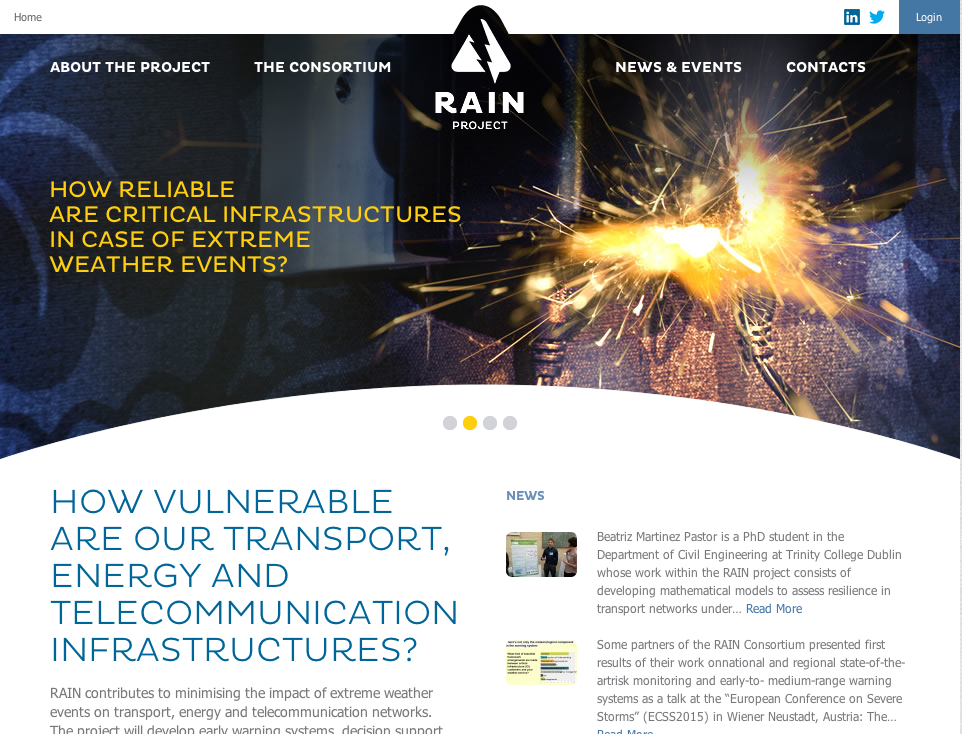 Home
in
Login
ABOUT THE PROJECT
THE CONSORTIUM
RAIN
PROJECT
NEWS & EVENTS
CONTACTS
HOW RELIABLE
ARE CRITICAL INFRASTRUCTURES
IN CASE OF EXTREME
WEATHER EVENTS?
HOW VULNERABLE
ARE OUR TRANSPORT,
ENERGY AND
TELECOMMUNICATION
INFRASTRUCTURES?
RAIN contributes to minimising the impact of extreme weather
events on transport, energy and telecommunication networks.
The project will develop early warning systems, decision support
NEWS
Beatriz Martinez Pastor is a PhD student in the
Department of Civil Engineering at Trinity College Dublin
whose work within the RAIN project consists of
developing mathematical models to assess resilience in
transport networks under... Read More
Some partners of the RAIN Consortium presented first
results of their work onnational and regional state-of-the-
artrisk monitoring and early-to- medium-range warning
systems as a talk at the “European Conference on Severe
Storms” (ECSS2015) in Wiener Neustadt, Austria: The...
Read More